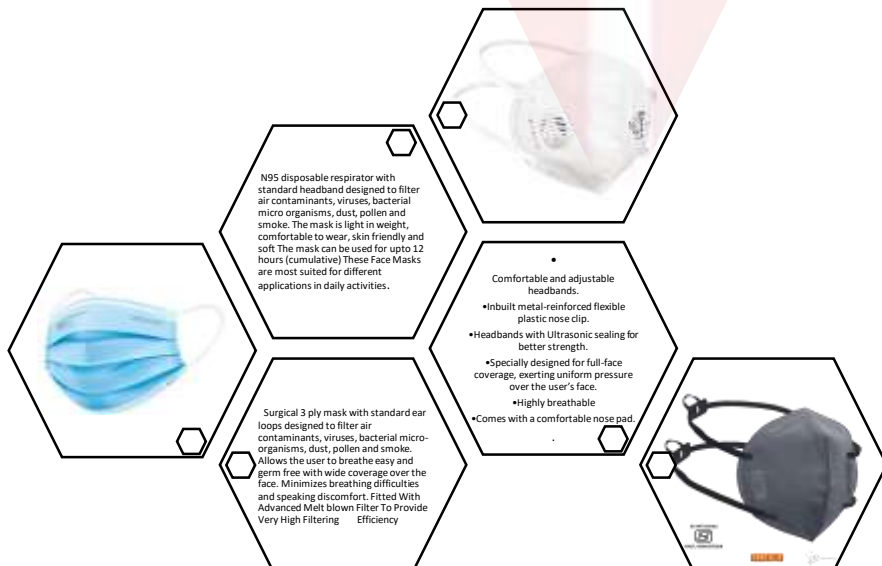 N95 disposable respirator with
standard headband designed to filter
air contaminants, viruses, bacterial
micro organisms, dust, pollen and
smoke. The mask is light in weight,
comfortable to wear, skin friendly and
soft The mask can be used for upto 12
hours (cumulative) These Face Masks
are most suited for different
applications in daily activities.
•
Comfortable and adjustable
headbands.
•Inbuilt metal-reinforced flexible
plastic nose clip.
•Headbands with Ultrasonic sealing for
better strength.
•Specially designed for full-face
coverage, exerting uniform pressure
over the user's face.
•Highly breathable
•Comes with a comfortable nose pad.
.
Surgical 3 ply mask with standard ear
loops designed to filter air
contaminants, viruses, bacterial micro-
organisms, dust, pollen and smoke.
Allows the user to breathe easy and
germ free with wide coverage over the
face. Minimizes breathing difficulties
and speaking discomfort. Fitted With
Advanced Melt blown Filter To Provide
Very High Filtering Efficiency